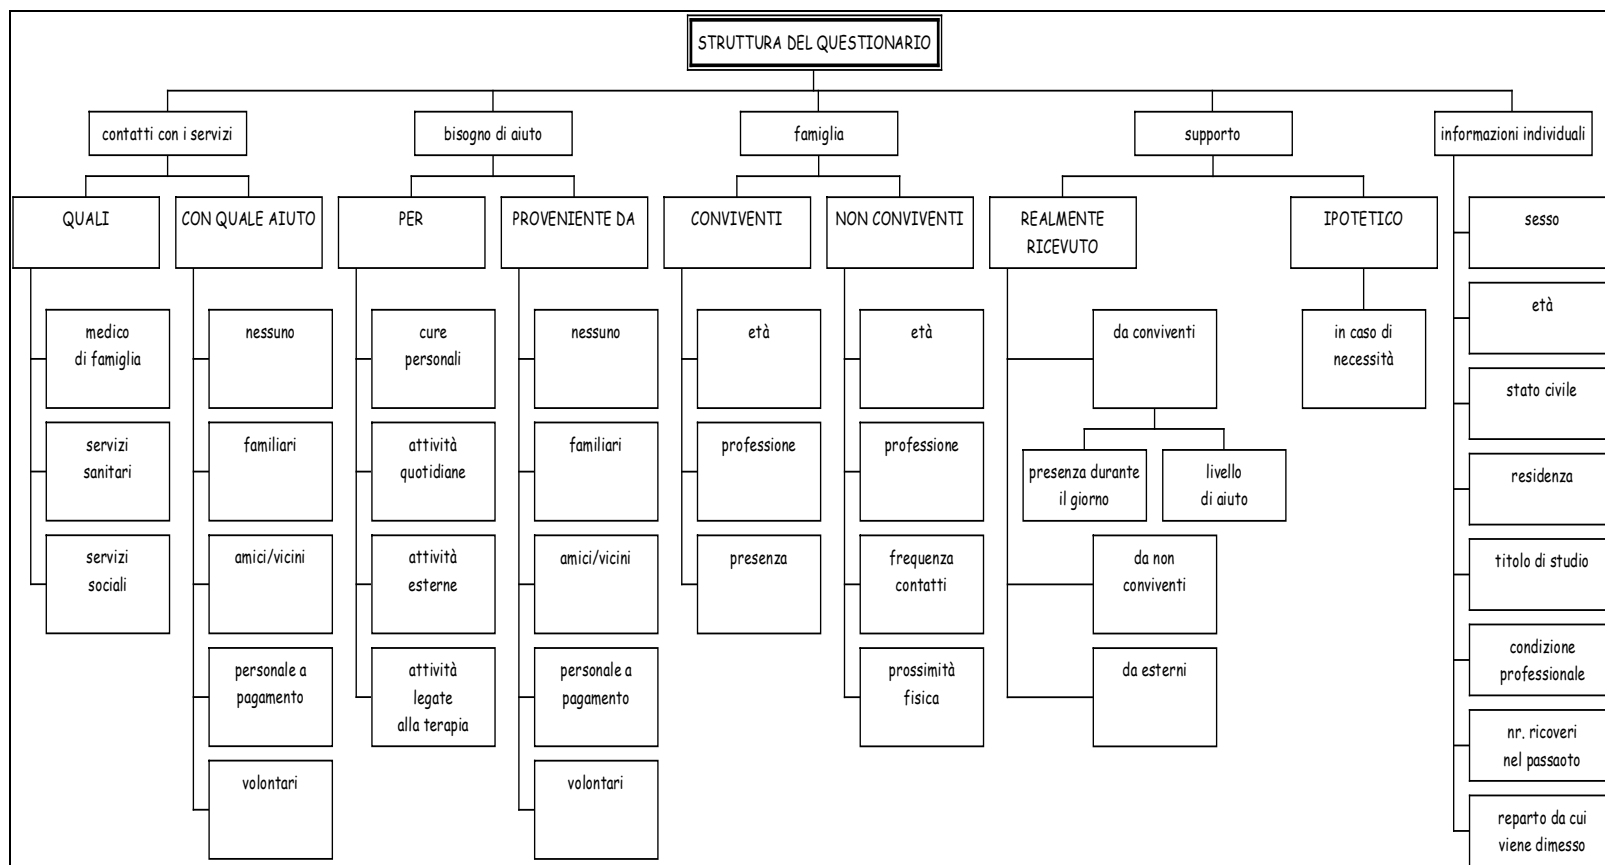 STRUTTURA DEL QUESTIONARIO
contatti con i servizi
bisogno di aiuto
famiglia
supporto
informazioni individuali
QUALI
CON QUALE AIUTO
PER
PROVENIENTE DA
CONVIVENTI
NON CONVIVENTI
REALMENTE
RICEVUTO
IPOTETICO
medico
di famiglia
servizi
sanitari
servizi
sociali
nessuno
familiari
amici/vicini
personale a
pagamento
volontari
cure
personali
attività
quotidiane
attività
esterne
attività
legate
alla terapia
nessuno
familiari
amici/vicini
personale a
pagamento
volontari
età
professione
presenza
età
professione
frequenza
contatti
prossimità
fisica
da conviventi
presenza durante
il giorno
livello
di aiuto
da non
conviventi
da esterni
in caso di
necessità
sesso
età
stato civile
residenza
titolo di studio
condizione
professionale
nr. ricoveri
nel passaoto
reparto da cui
viene dimesso